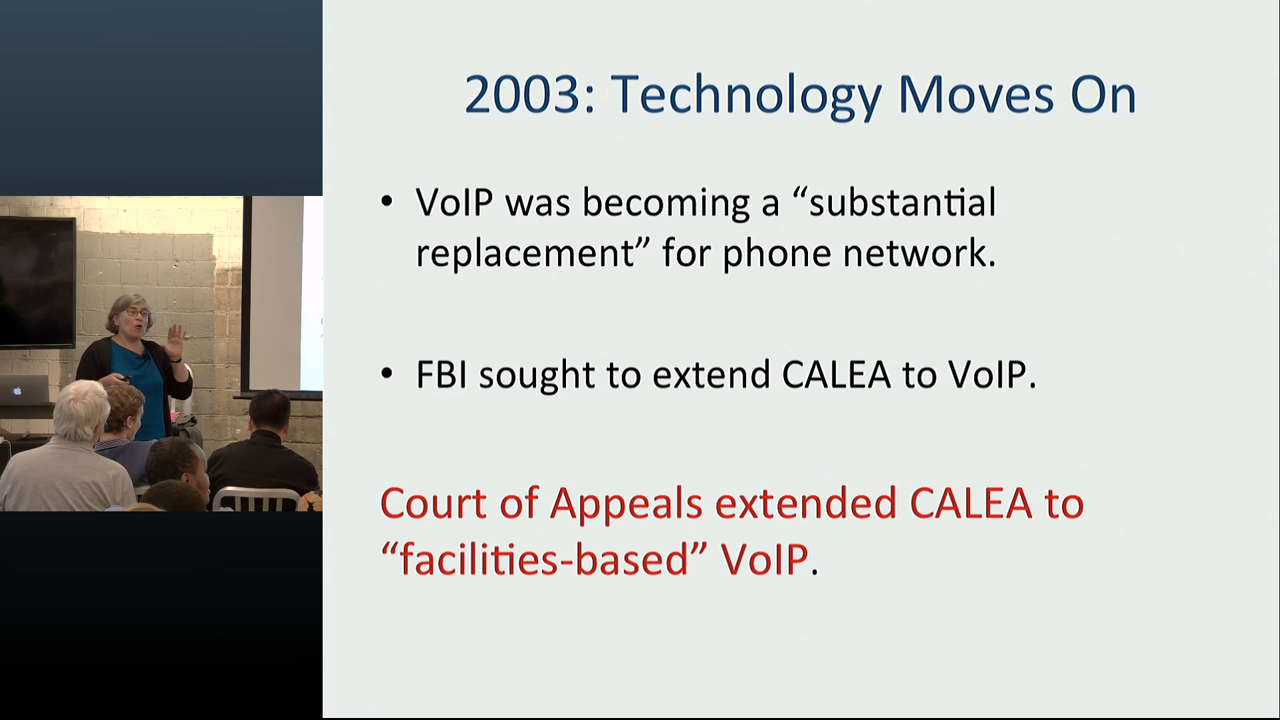 2003: Technology Moves On
• VoIP was becoming a “substantial
replacement” for phone network.
• FBI sought to extend CALEA to VoIP.
Court of Appeals extended CALEA to
“facilities-based” VoIP.